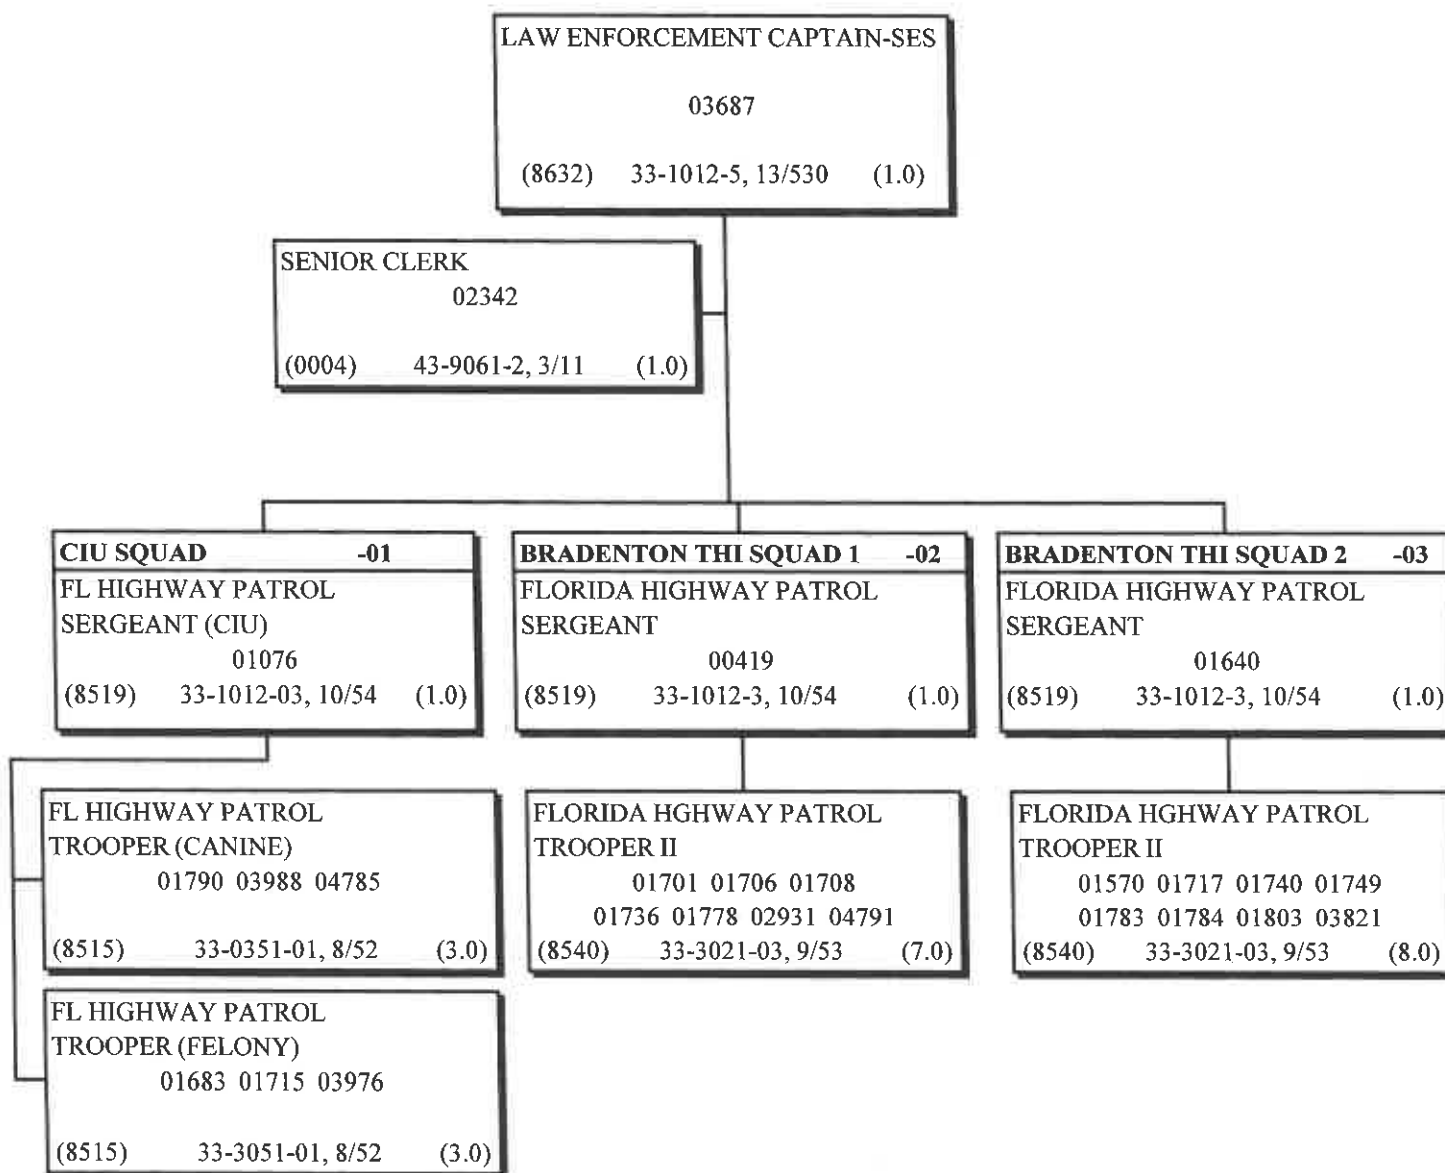 LAW ENFORCEMENT CAPTAIN-SES
03687
(8632) 33-1012-5, 13/530 (1.0)
SENIOR CLERK
02342
(0004) 43-9061-2, 3/11 (1.0)
CIU SQUAD -01
FL HIGHWAY PATROL
SERGEANT (CIU)
01076
(8519) 33-1012-03, 10/54 (1.0)
BRADENTON THI SQUAD 1 -02
FLORIDA HIGHWAY PATROL
SERGEANT
00419
(8519) 33-1012-3, 10/54 (1.0)
BRADENTON THI SQUAD 2 -03
FLORIDA HIGHWAY PATROL
SERGEANT
01640
(8519) 33-1012-3, 10/54 (1.0)
FL HIGHWAY PATROL
TROOPER (CANINE)
01790 03988 04785
(8515) 33-0351-01, 8/52 (3.0)
FLORIDA HGHWAY PATROL
TROOPER II
01701 01706 01708
01736 01778 02931 04791
(8540) 33-3021-03, 9/53 (7.0)
FLORIDA HGHWAY PATROL
TROOPER II
01570 01717 01740 01749
01783 01784 01803 03821
(8540) 33-3021-03, 9/53 (8.0)
FL HIGHWAY PATROL
TROOPER (FELONY)
01683 01715 03976
(8515) 33-3051-01, 8/52 (3.0)